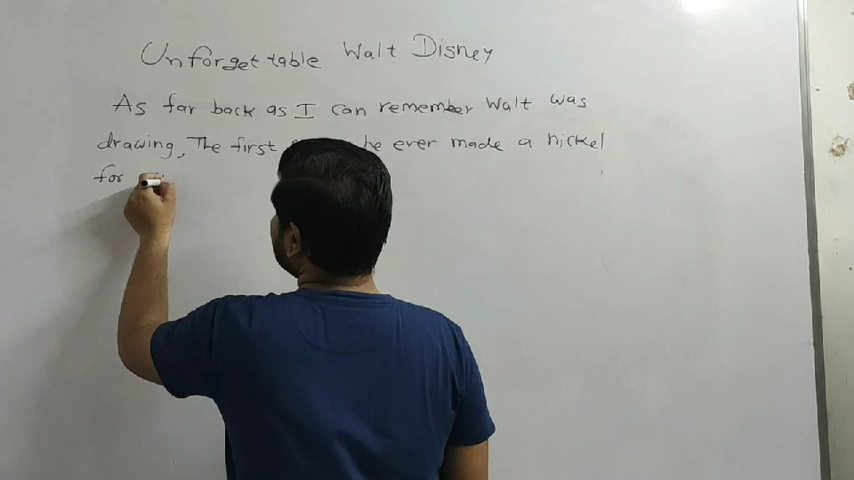 Unforgettable Walt Disney
As far back as I can remember Walt was
drawing, The first he ever made a nickel
for